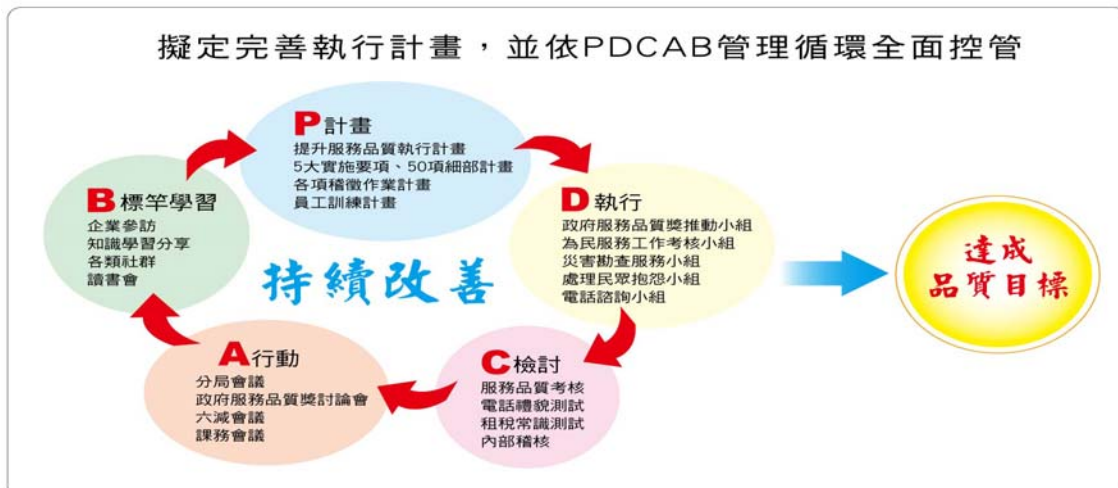 擬定完善執行計畫，並依PDCAB管理循環全面控管
P計畫
提升服務品質執行計畫
5大實施要項、50項細部計畫
各項稽徵作業計畫
員工訓練計畫
D執行
政府服務品質獎推動小組
為民服務工作考核小組
災害勘查服務小組
處理民眾抱怨小組
電話諮詢小組
C檢討
服務品質考核
電話禮貌測試
租稅常識測試
內部稽核
A行動
分局會議
政府服務品質獎討論會
六減會議
課務會議
B標竿學習
企業參訪
知識學習分享
各類社群
讀書會
持續改善
達成
品質目標